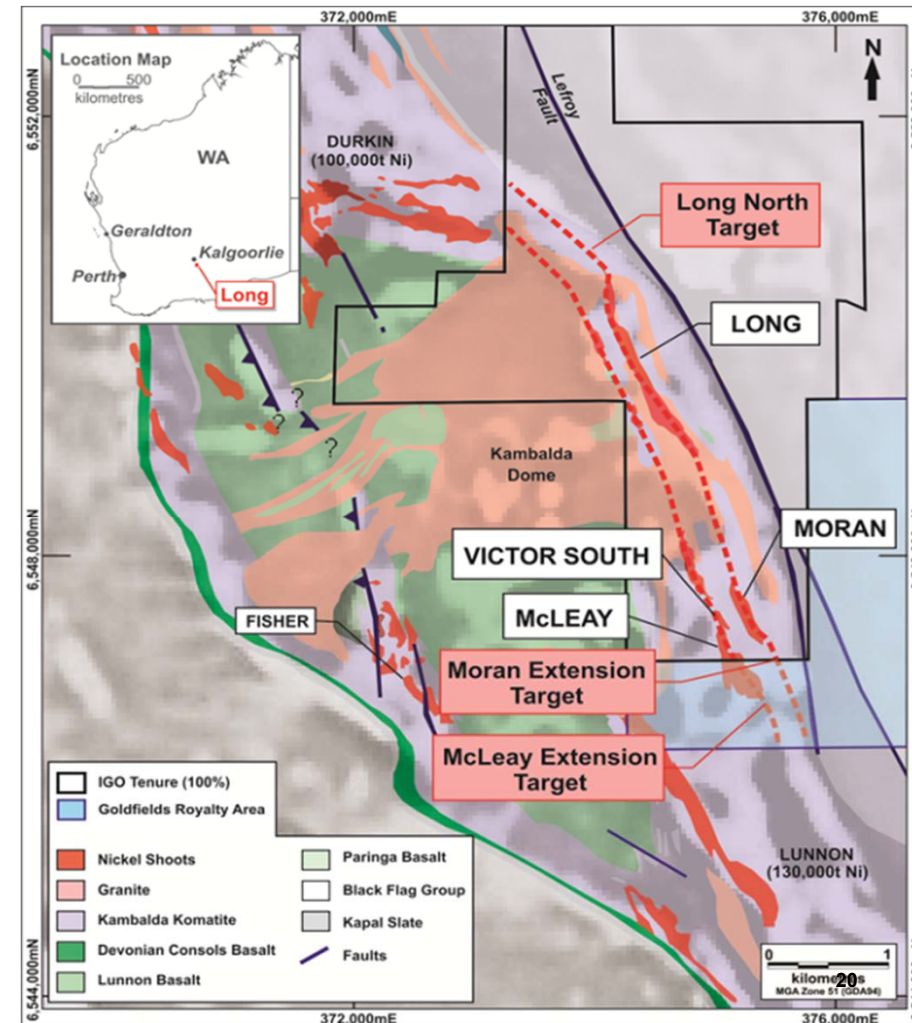 372,000mE
376,000mE
Location Map
0 500
kilometres
WA
Geraldton
Kalgoorlie
Perth
Long
N
6,552,000mN
Lefroy
Fault
DURKIN
(100,000t Ni)
Long North
Target
LONG
?
?
?
Kambalda
Dome
6,548,000mN
MORAN
VICTOR SOUTH
McLEAY
FISHER
Moran Extension
Target
McLeay Extension
Target
LUNNON
(130,000t Ni)
IGO Tenure (100%)
Goldfields Royalty Area
Nickel Shoots
Granite
Kambalda Komatite
Devonian Consols Basalt
Lunnon Basalt
Paringa Basalt
Black Flag Group
Kapal Slate
Faults
0 1
kilometres
20
MGA Zone 51 (GDA94)
6,544,000mN
372,000mE
376,000mE